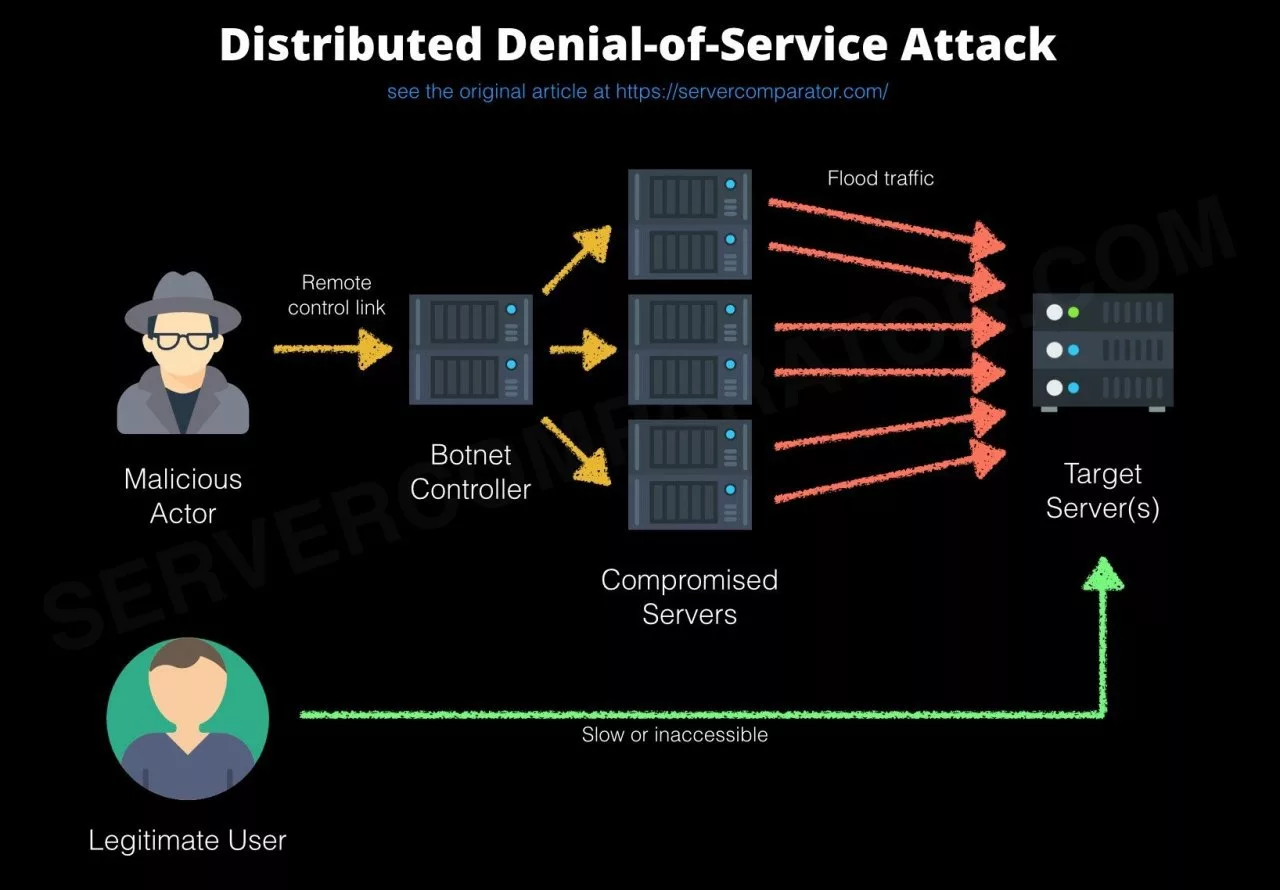 Distributed Denial-of-Service Attack
see the original article at https://servercomparator.com/
Flood traffic
Remote
control link
Malicious
Actor
Botnet
Controller
Compromised
Servers
Target
Server(s)
Slow or inaccessible
Legitimate User
SERVERCOMPARATOR.COM